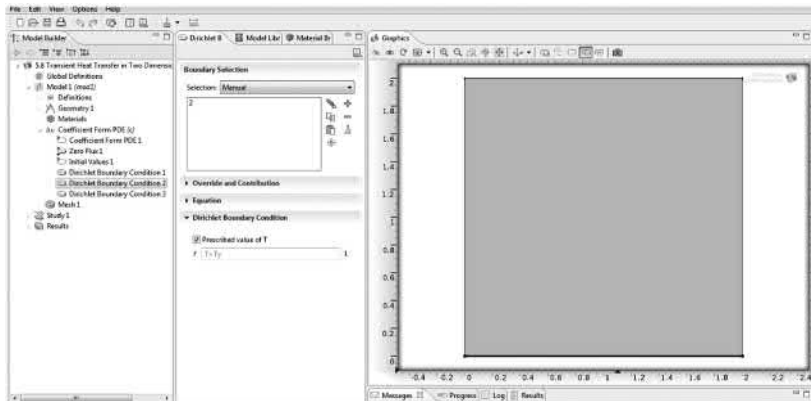 File Edit View Options Help
Model Builder
5.8 Transient Heat Transfer in Two Dimensio
Global Definitions
Model 1 (mod1)
Definitions
Geometry 1
Materials
Coefficient Form PDE (c)
Coefficient Form PDE 1
Zero Flux 1
Initial Values 1
Dirichlet Boundary Condition 1
Dirichlet Boundary Condition 2
Dirichlet Boundary Condition 3
Mesh 1
Study 1
Results
Dirichlet B
Model Libr
Material Br
Boundary Selection
Selection: Manual
2
Override and Contribution
Equation
Dirichlet Boundary Condition
Prescribed value of T
Graphics
2
1.8
1.6
1.4
1.2
1
0.8
0.6
0.4
0.2
0
-0.4 -0.2 0 0.2 0.4 0.6 0.8 1 1.2 1.4 1.6 1.8 2 2.2 2.4
Messages Progress Log Results